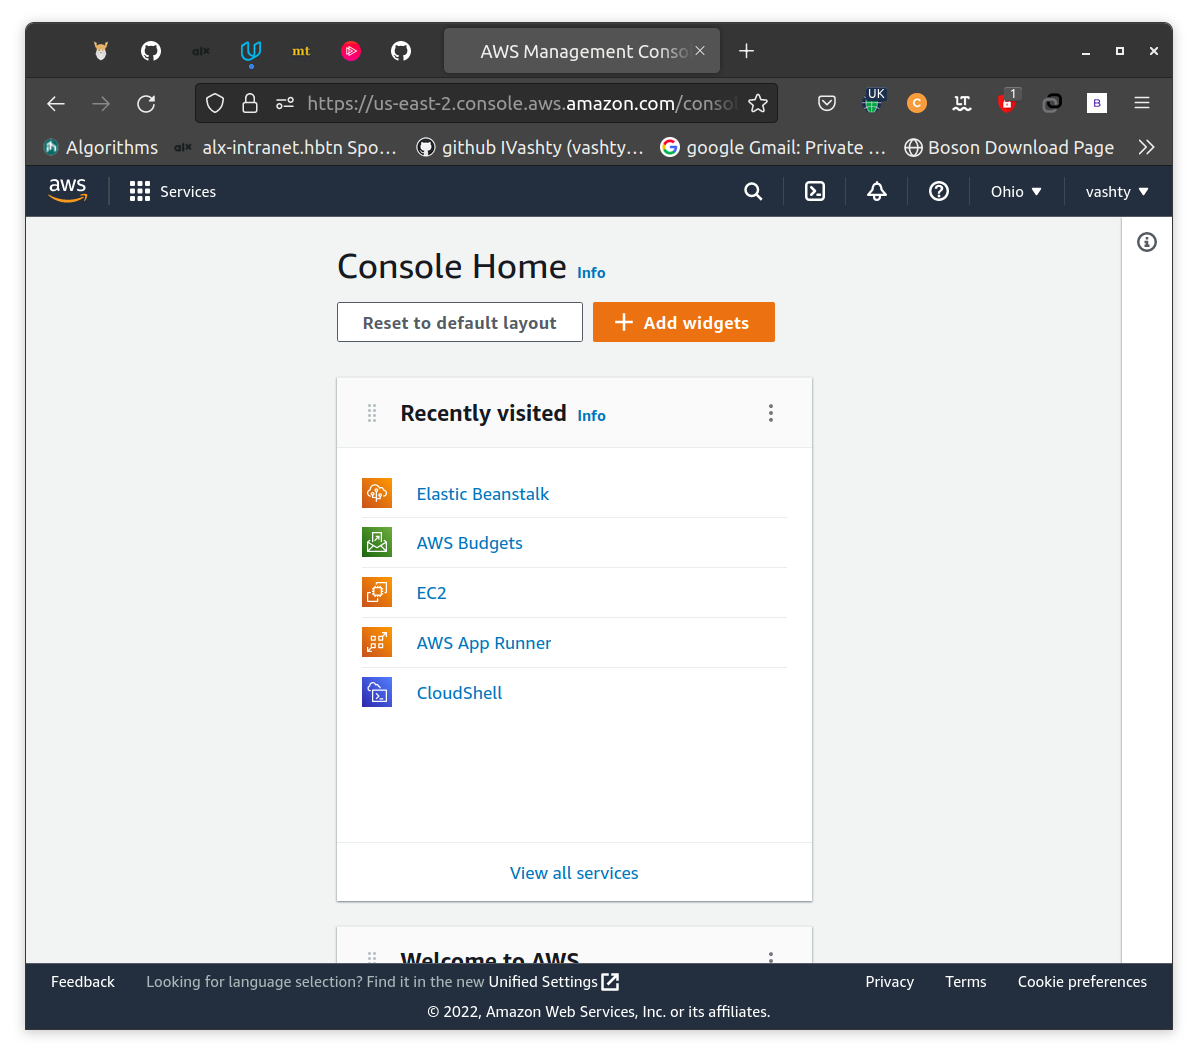 alx mt AWS Management Conso
https://us-east-2.console.aws.amazon.com/consol UK C LT 1 B
Algorithms alx alx-intranet.hbtn Spo… github IVashty (vashty… google Gmail: Private … Boson Download Page
aws Services Ohio vashty
Console Home Info
Reset to default layout Add widgets
Recently visited Info
Elastic Beanstalk
AWS Budgets
EC2
AWS App Runner
CloudShell
View all services
Welcome to AWS
Feedback Looking for language selection? Find it in the new Unified Settings Privacy Terms Cookie preferences
© 2022, Amazon Web Services, Inc. or its affiliates.